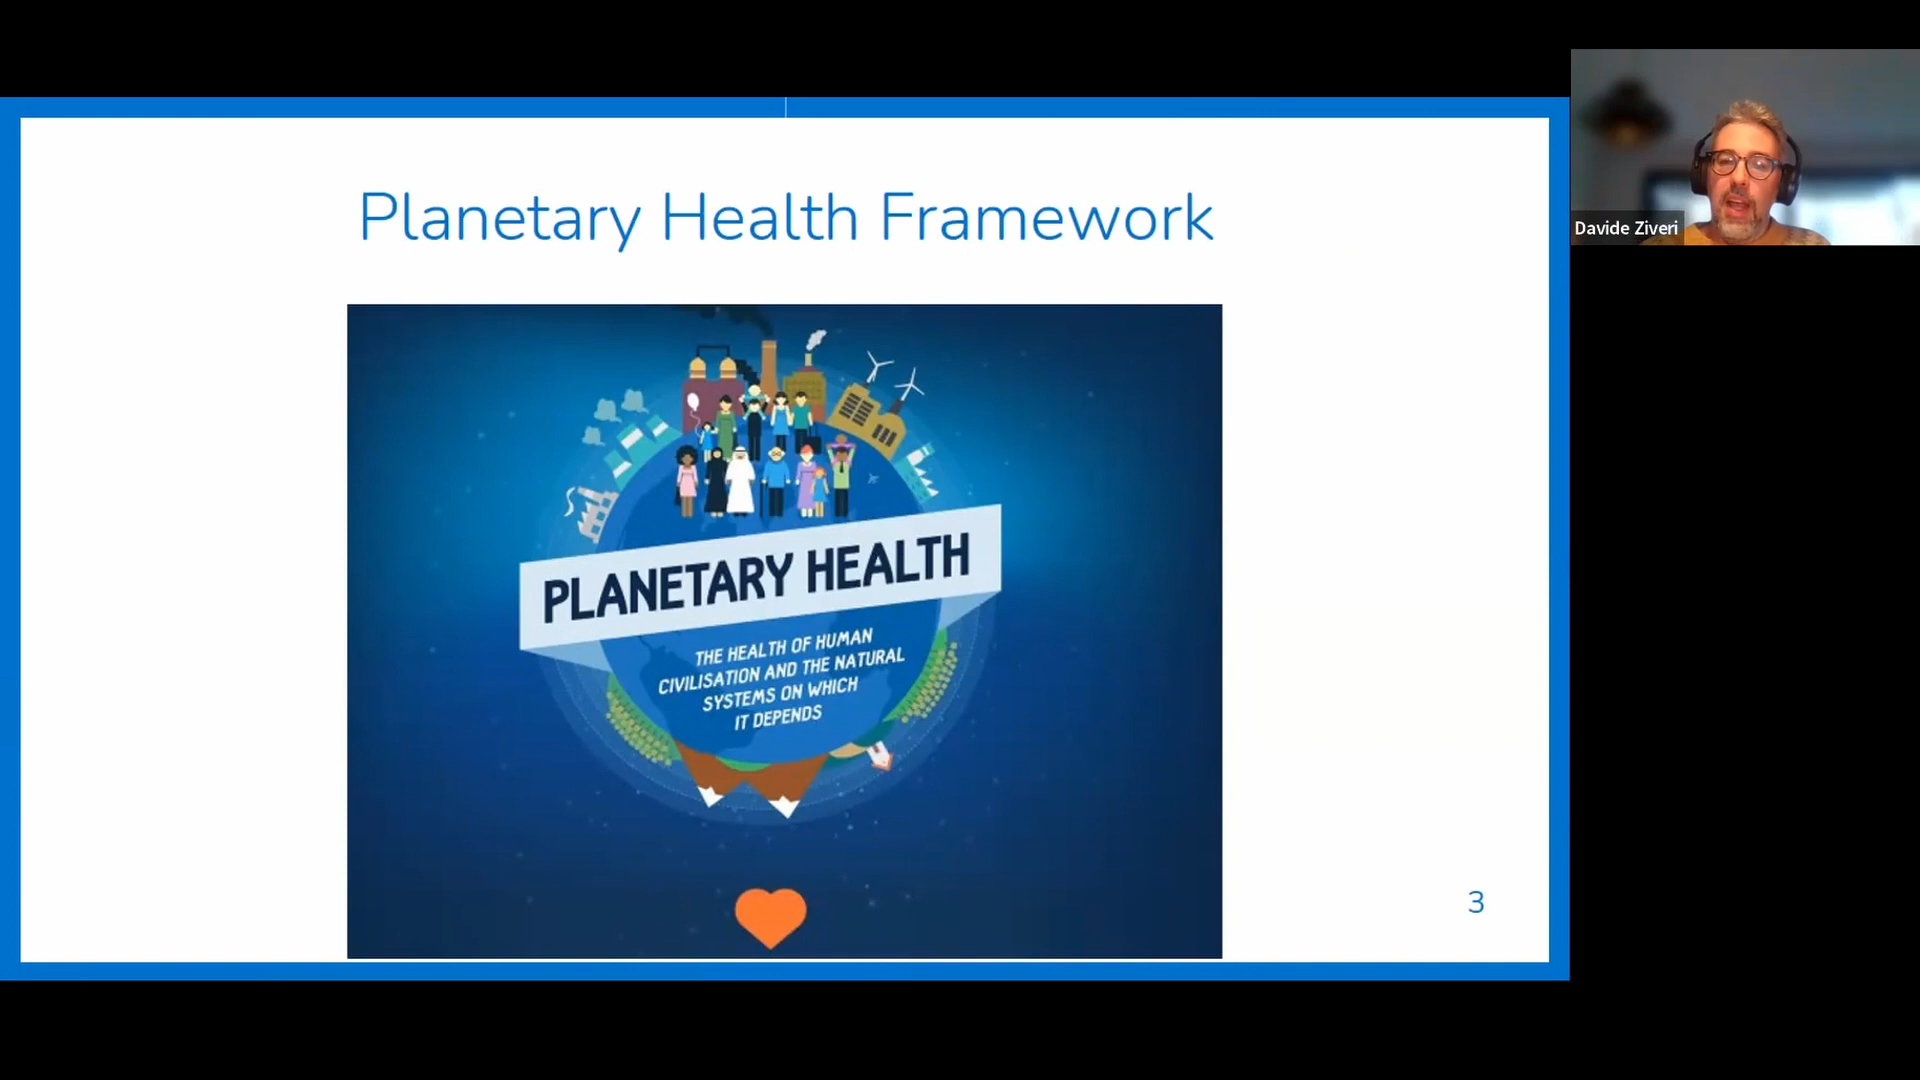 Planetary Health Framework
PLANETARY HEALTH
THE HEALTH OF HUMAN
CIVILISATION AND THE NATURAL
SYSTEMS ON WHICH
IT DEPENDS
3
Davide Ziveri